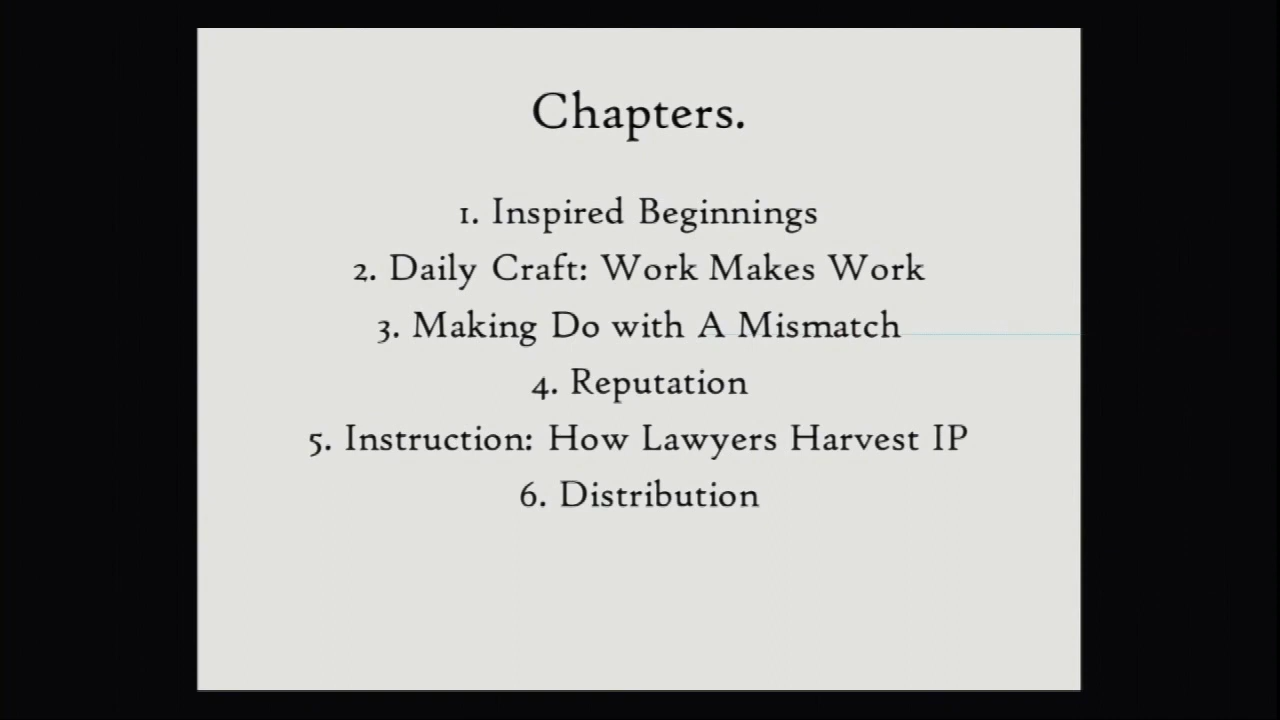 Chapters.
1. Inspired Beginnings
2. Daily Craft: Work Makes Work
3. Making Do with A Mismatch
4. Reputation
5. Instruction: How Lawyers Harvest IP
6. Distribution